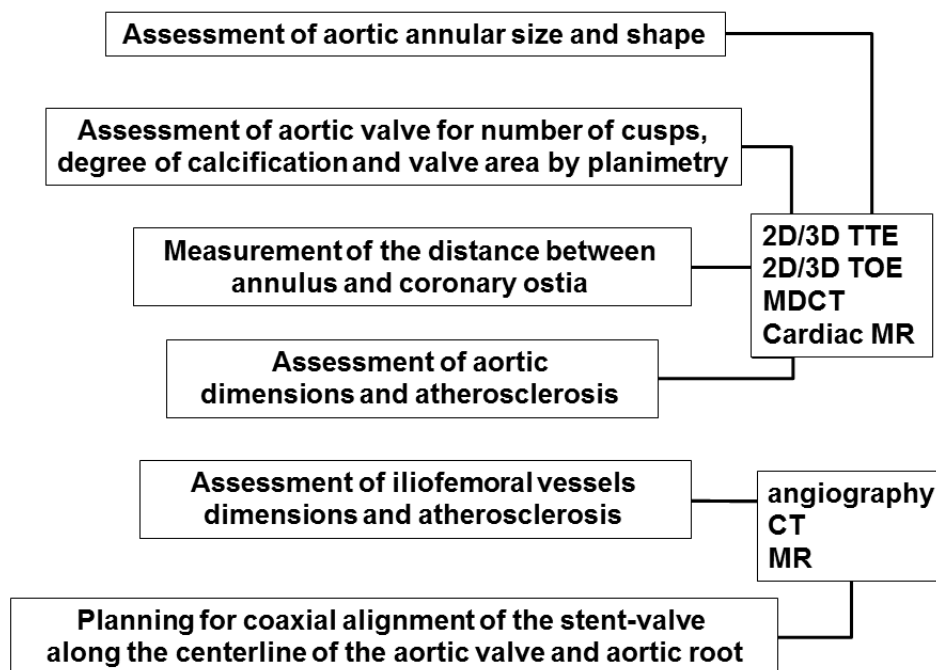 Assessment of aortic annular size and shape
Assessment of aortic valve for number of cusps,
degree of calcification and valve area by planimetry
Measurement of the distance between
annulus and coronary ostia
2D/3D TTE
2D/3D TOE
MDCT
Cardiac MR
Assessment of aortic
dimensions and atherosclerosis
Assessment of iliofemoral vessels
dimensions and atherosclerosis
angiography
CT
MR
Planning for coaxial alignment of the stent-valve
along the centerline of the aortic valve and aortic root